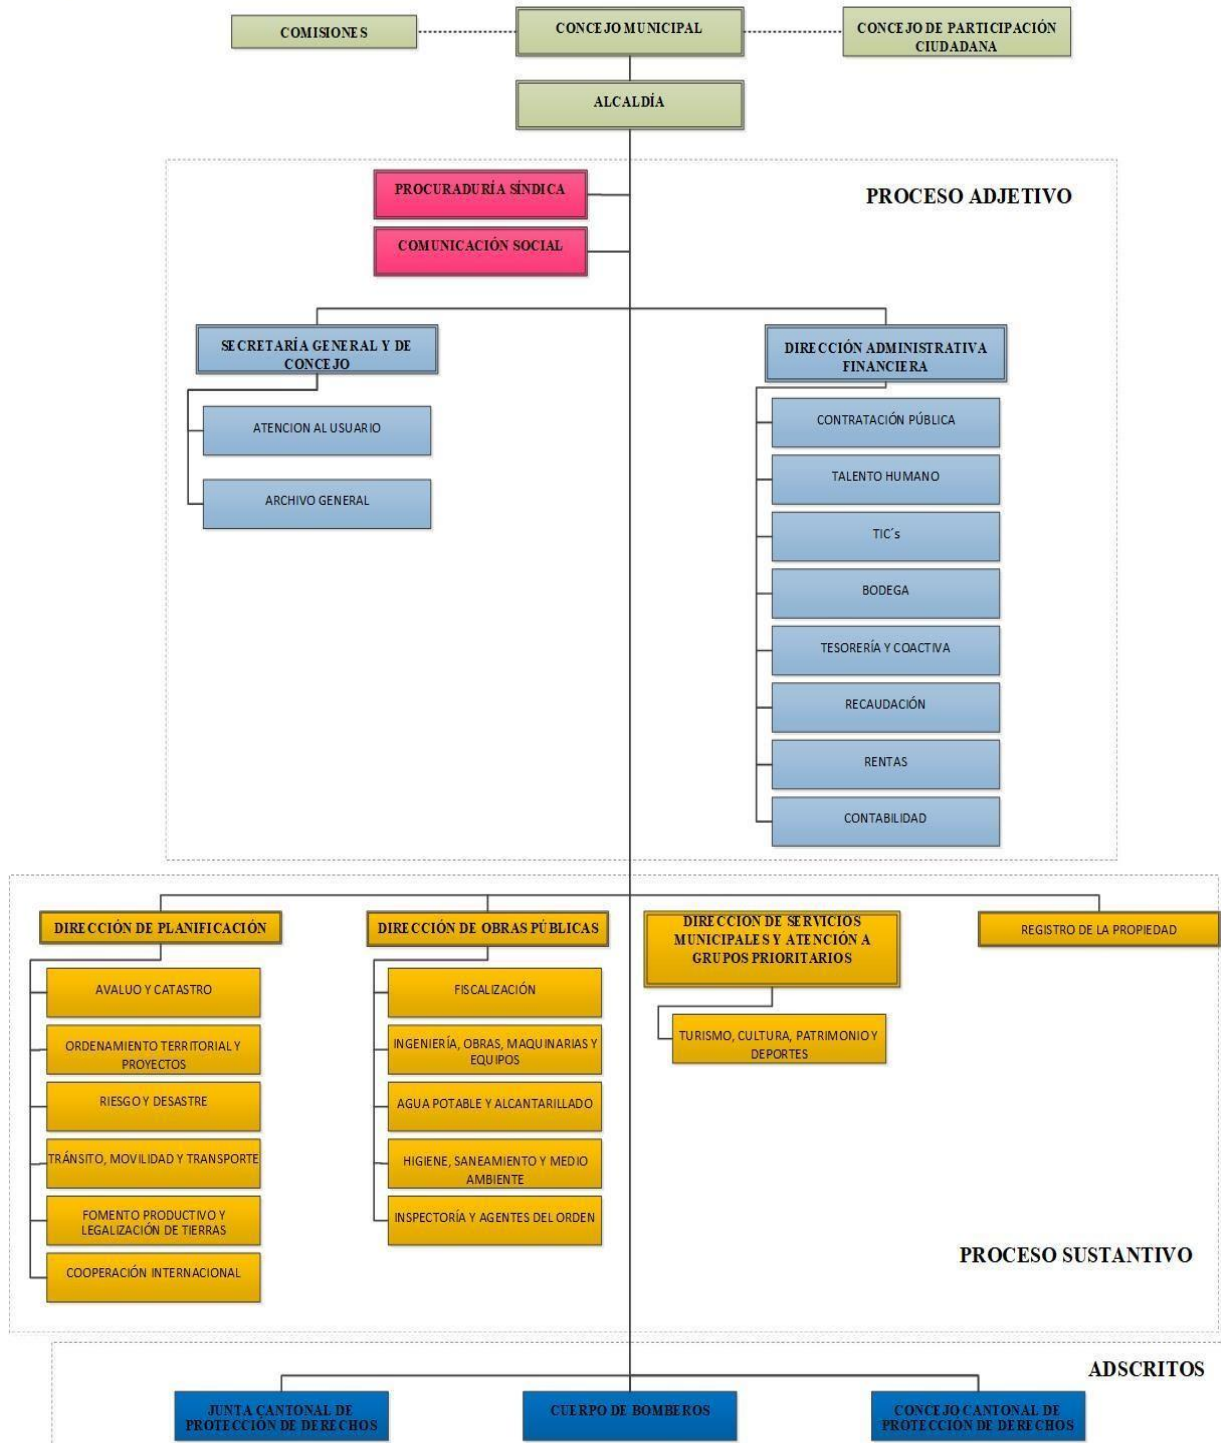 COMISIONES
CONCEJO MUNICIPAL
CONCEJO DE PARTICIPACIÓN
CIUDADANA
ALCALDÍA
PROCESO ADJETIVO
PROCURADURÍA SÍNDICA
COMUNICACIÓN SOCIAL
SECRETARÍA GENERAL Y DE
CONCEJO
ATENCION AL USUARIO
ARCHIVO GENERAL
DIRECCIÓN ADMINISTRATIVA
FINANCIERA
CONTRATACIÓN PÚBLICA
TALENTO HUMANO
TIC´s
BODEGA
TESORERÍA Y COACTIVA
RECAUDACIÓN
RENTAS
CONTABILIDAD
DIRECCIÓN DE PLANIFICACIÓN
AVALUO Y CATASTRO
ORDENAMIENTO TERRITORIAL Y
PROYECTOS
RIESGO Y DESASTRE
TRÁNSITO, MOVILIDAD Y TRANSPORTE
FOMENTO PRODUCTIVO Y
LEGALIZACIÓN DE TIERRAS
COOPERACIÓN INTERNACIONAL
DIRECCIÓN DE OBRAS PÚBLICAS
FISCALIZACIÓN
INGENIERÍA, OBRAS, MAQUINARIAS Y
EQUIPOS
AGUA POTABLE Y ALCANTARILLADO
HIGIENE, SANEAMIENTO Y MEDIO
AMBIENTE
INSPECTORÍA Y AGENTES DEL ORDEN
DIRECCION DE SERVICIOS
MUNICIPALES Y ATENCIÓN A
GRUPOS PRIORITARIOS
TURISMO, CULTURA, PATRIMONIO Y
DEPORTES
REGISTRO DE LA PROPIEDAD
PROCESO SUSTANTIVO
ADSCRITOS
JUNTA CANTONAL DE
PROTECCIÓN DE DERECHOS
CUERPO DE BOMBEROS
CONCEJO CANTONAL DE
PROTECCIÓN DE DERECHOS